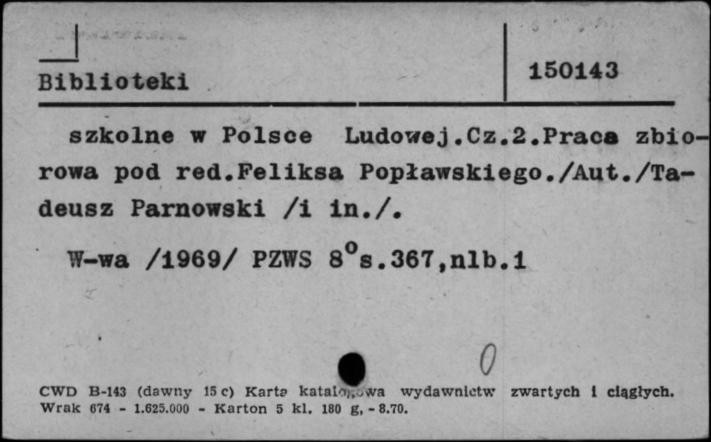 Biblioteki 150143
szkolne w Polsce Ludowej.Cz.2.Praca zbio-
rowa pod red.Feliksa Popławskiego./Aut./Ta-
deusz Parnowski /i in./.
W-wa /1969/ PZWS 8⁰s.367,nlb.1
0
CWD B-143 (dawny 15 c) Karta katalogowa wydawnictw zwartych i ciągłych.
Wrak 674 - 1.625.000 - Karton 5 kl. 180 g, - 8.70.